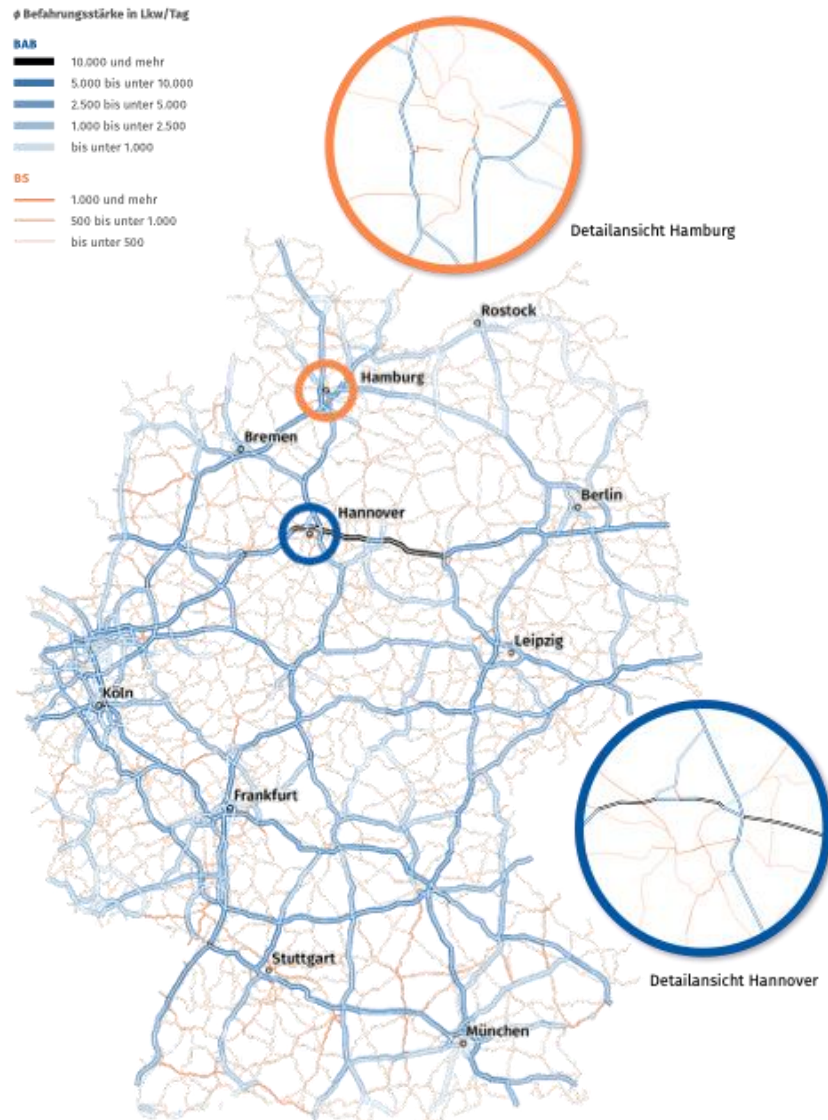 ø Befahrungsstärke in Lkw/Tag
BAB
10.000 und mehr
5.000 bis unter 10.000
2.500 bis unter 5.000
1.000 bis unter 2.500
bis unter 1.000
BS
1.000 und mehr
500 bis unter 1.000
bis unter 500
Detailansicht Hamburg
Rostock
Hamburg
Bremen
Berlin
Hannover
Leipzig
Köln
Frankfurt
Stuttgart
Detailansicht Hannover
München